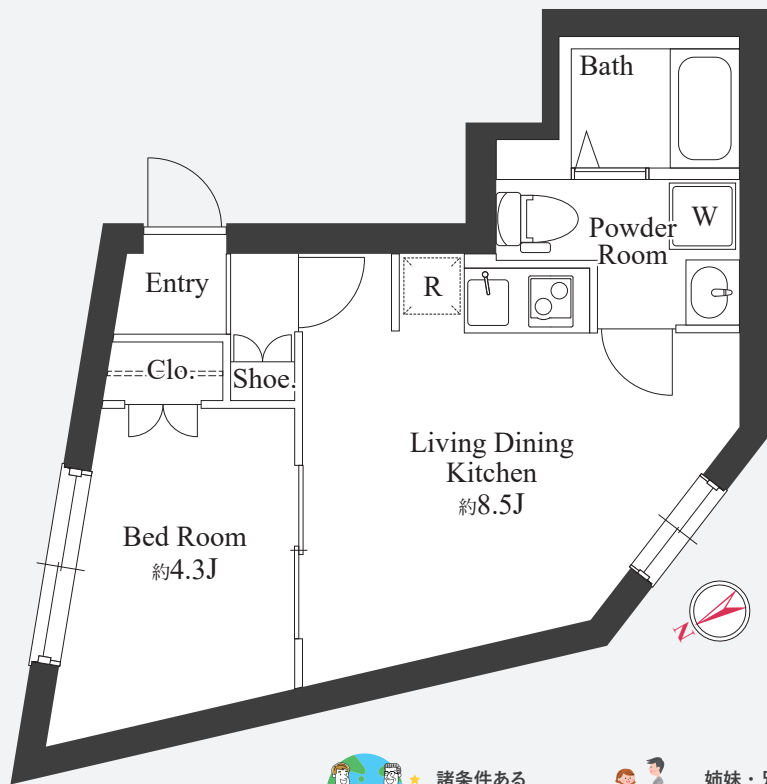 Bath
W
Powder
Room
Entry
R
Clo.
Shoe.
Living Dining
Kitchen
約8.5J
Bed Room
約4.3J
N
諸条件ある
姉妹・